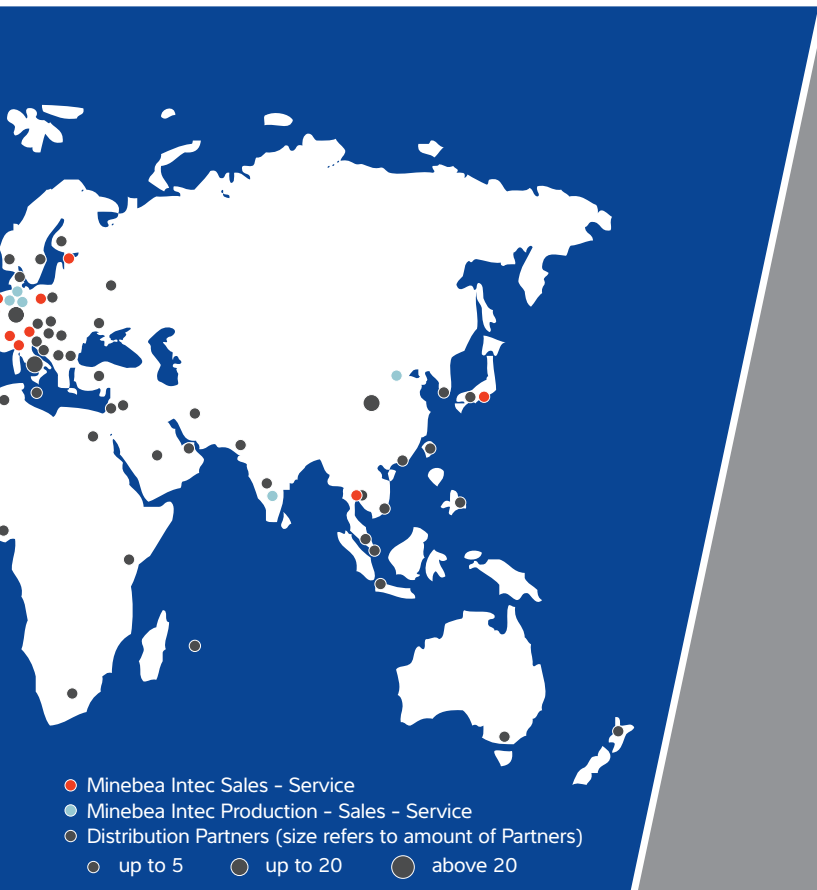 Minebea Intec Sales - Service
Minebea Intec Production - Sales - Service
Distribution Partners (size refers to amount of Partners)
up to 5 up to 20 above 20